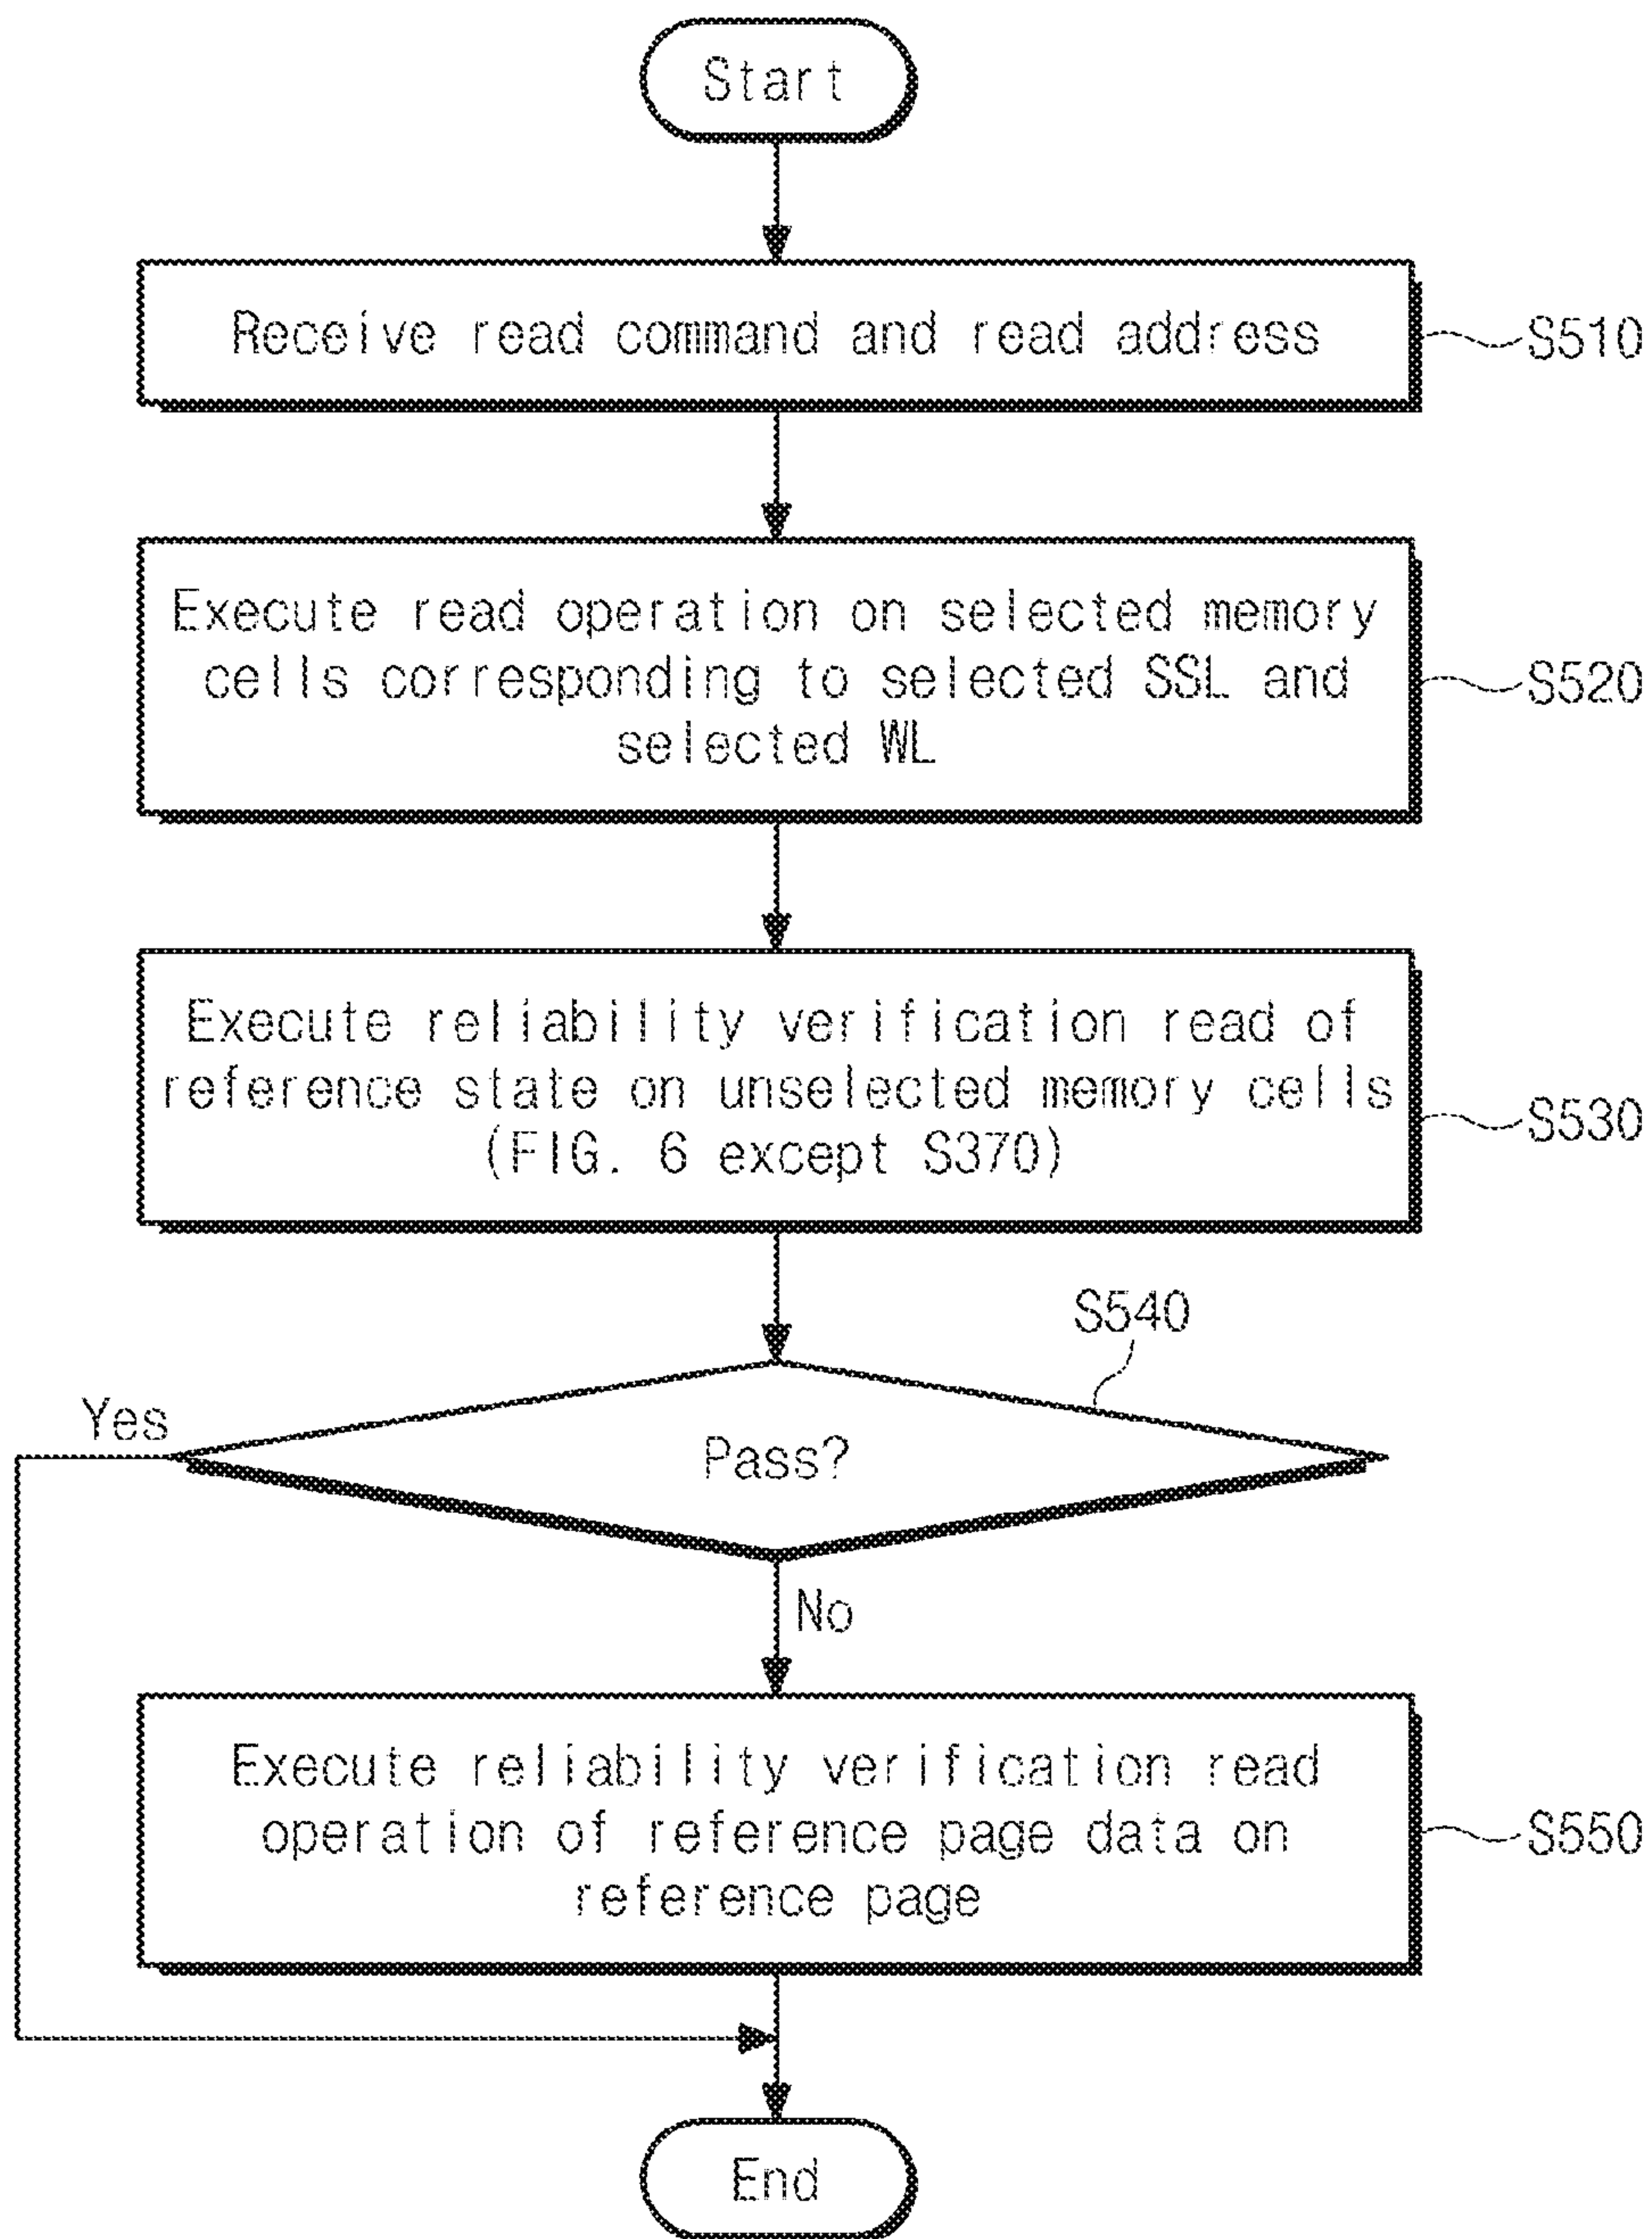 Start
Receive read command and read address
S510
Execute read operation on selected memory
cells corresponding to selected SSL and
selected WL
S520
Execute reliability verification read of
reference state on unselected memory cells
(FIG. 6 except S370)
S530
S540
Yes
Pass?
No
Execute reliability verification read
operation of reference page data on
reference page
S550
End